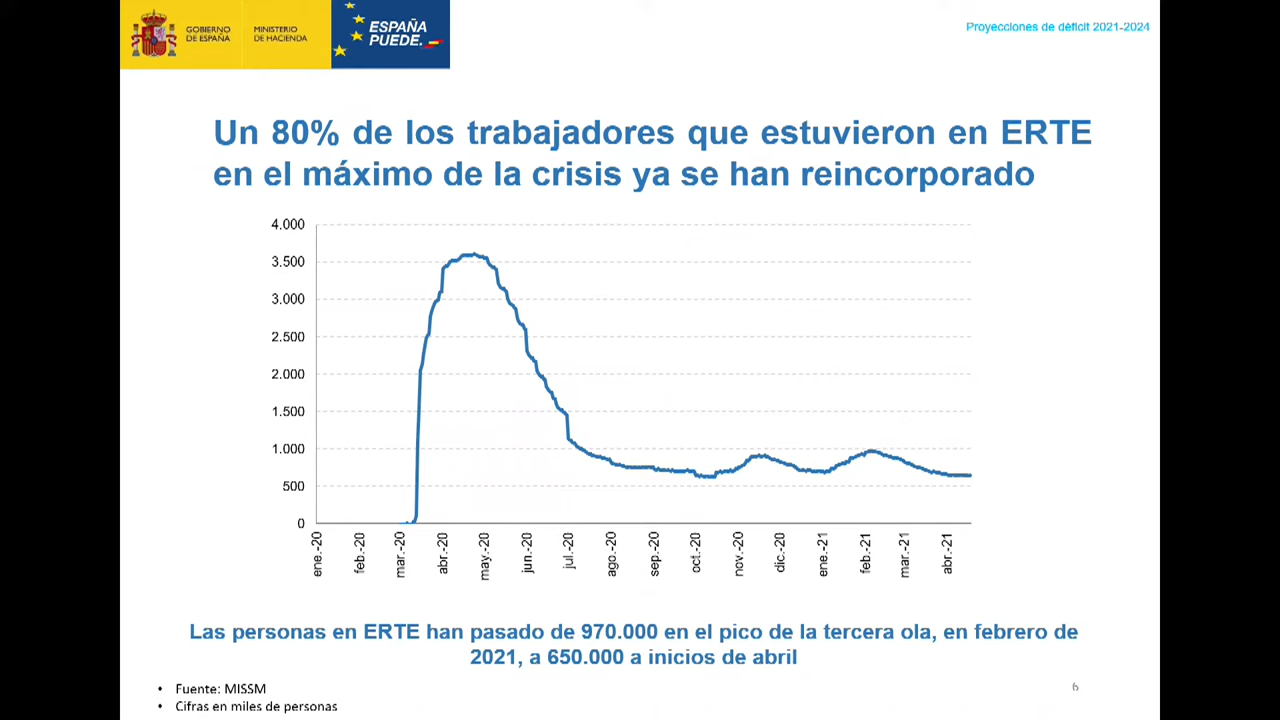 GOBIERNO
DE ESPAÑA
MINISTERIO
DE HACIENDA
ESPAÑA
PUEDE.
Proyecciones de déficit 2021-2024
Un 80% de los trabajadores que estuvieron en ERTE
en el máximo de la crisis ya se han reincorporado
4.000
3.500
3.000
2.500
2.000
1.500
1.000
500
0
ene.-20
feb.-20
mar.-20
abr.-20
may.-20
jun.-20
jul.-20
ago.-20
sep.-20
oct.-20
nov.-20
dic.-20
ene.-21
feb.-21
mar.-21
abr.-21
Las personas en ERTE han pasado de 970.000 en el pico de la tercera ola, en febrero de
2021, a 650.000 a inicios de abril
• Fuente: MISSM
• Cifras en miles de personas
6